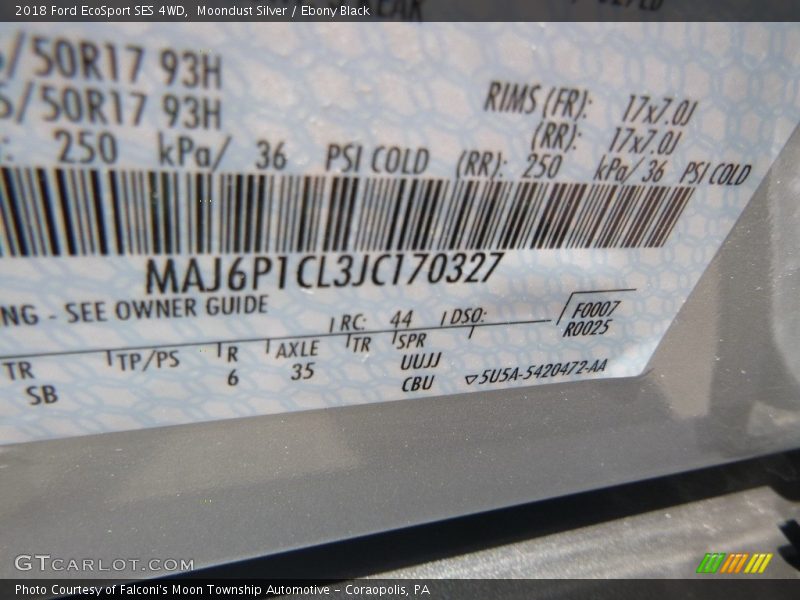 2018 Ford EcoSport SES 4WD, Moondust Silver / Ebony Black
/50R17 93H
5/50R17 93H
RIMS (FR): 17x7.0J
(RR): 17x7.0J
: 250 kPa/ 36 PSI COLD (RR): 250 kPa/ 36 PSI COLD
MAJ6P1CL3JC170327
NG - SEE OWNER GUIDE
RC: 44 DSO: F0007
R0025
TR TP/PS R AXLE TR SPR
SB 6 35 UUJJ
CBU 5U5A-5420472-AA
GTCARLOT.COM
Photo Courtesy of Falconi's Moon Township Automotive – Coraopolis, PA